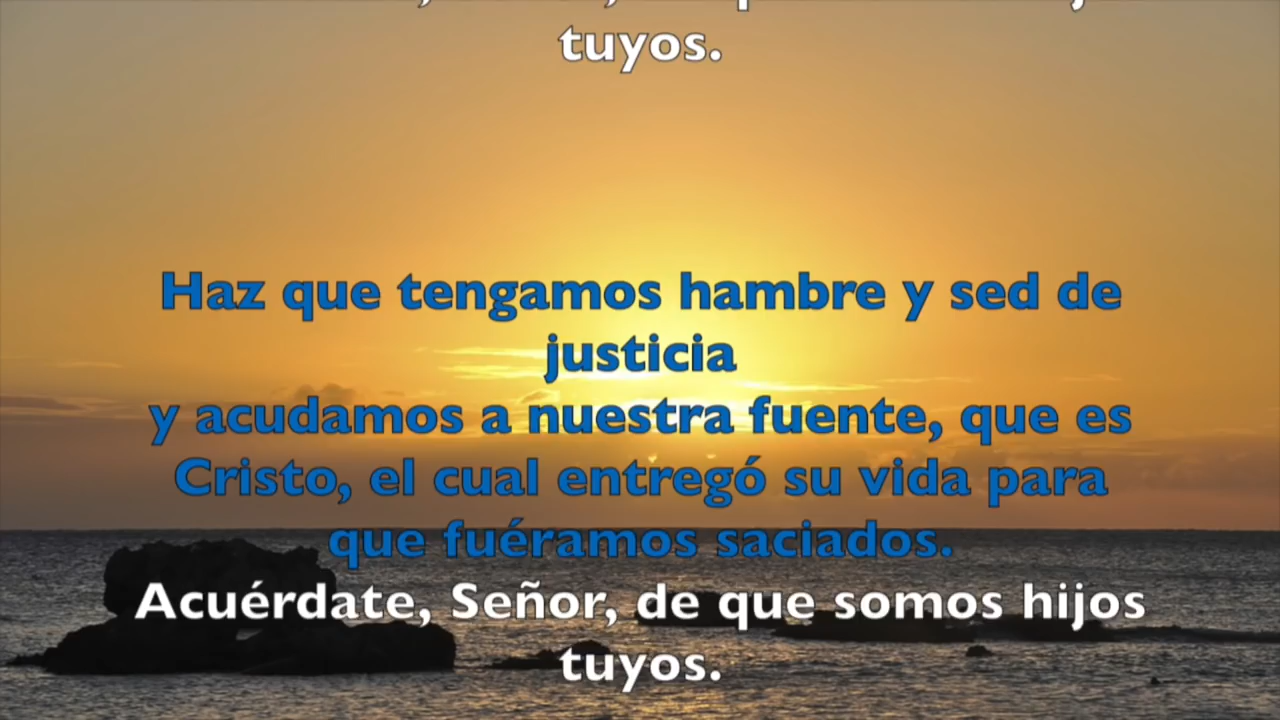 tuyos.
Haz que tengamos hambre y sed de
justicia
y acudamos a nuestra fuente, que es
Cristo, el cual entregó su vida para
que fuéramos saciados.
Acuérdate, Señor, de que somos hijos
tuyos.